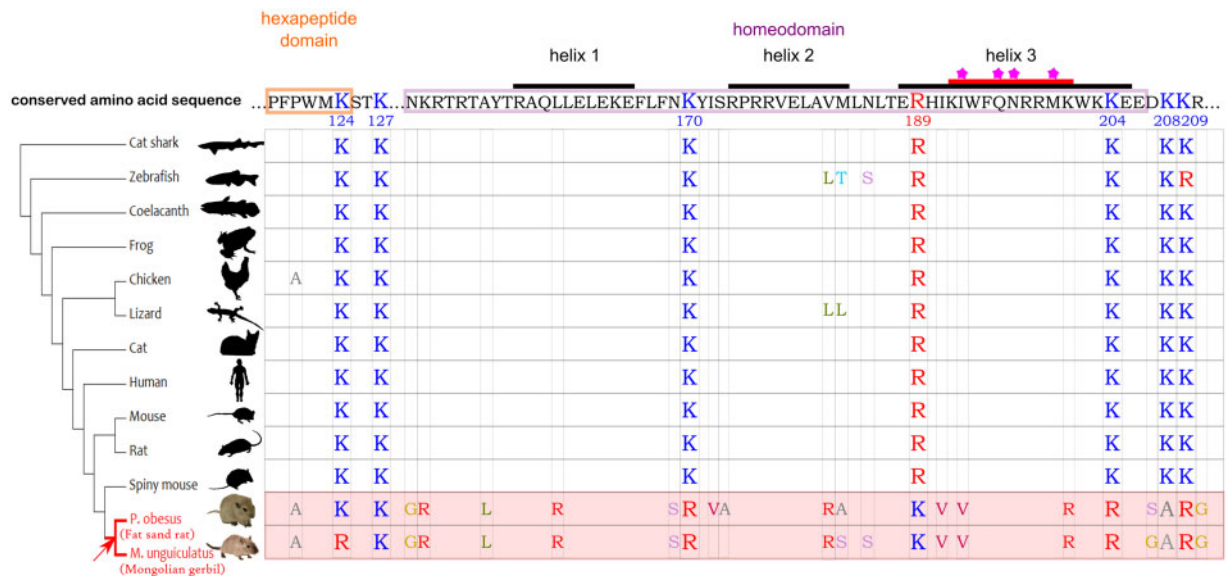 hexapeptide
domain
homeodomain
helix 1 helix 2 helix 3
conserved amino acid sequence ...PFPWMKSTK...NKRTRTAYTRAQLLELEKEFLFNKYISRPRRVELAVMLNLTERHIKIWFQNRRMKWKKEEDKKR...
124 127 170 189 204 208 209
Cat shark K K K R K K K
Zebrafish K K K L T S R K K R
Coelacanth K K K R K K K
Frog K K K R K K K
Chicken A K K K R K K K
Lizard K K K L L R K K K
Cat K K K R K K K
Human K K K R K K K
Mouse K K K R K K K
Rat K K K R K K K
Spiny mouse K K K R K K K
P. obesus A K K G R L R S R V A R A K V V R R S A R G
(Fat sand rat)
M. unguiculatus A R K G R L R S R R S S K V V R R G A R G
(Mongolian gerbil)